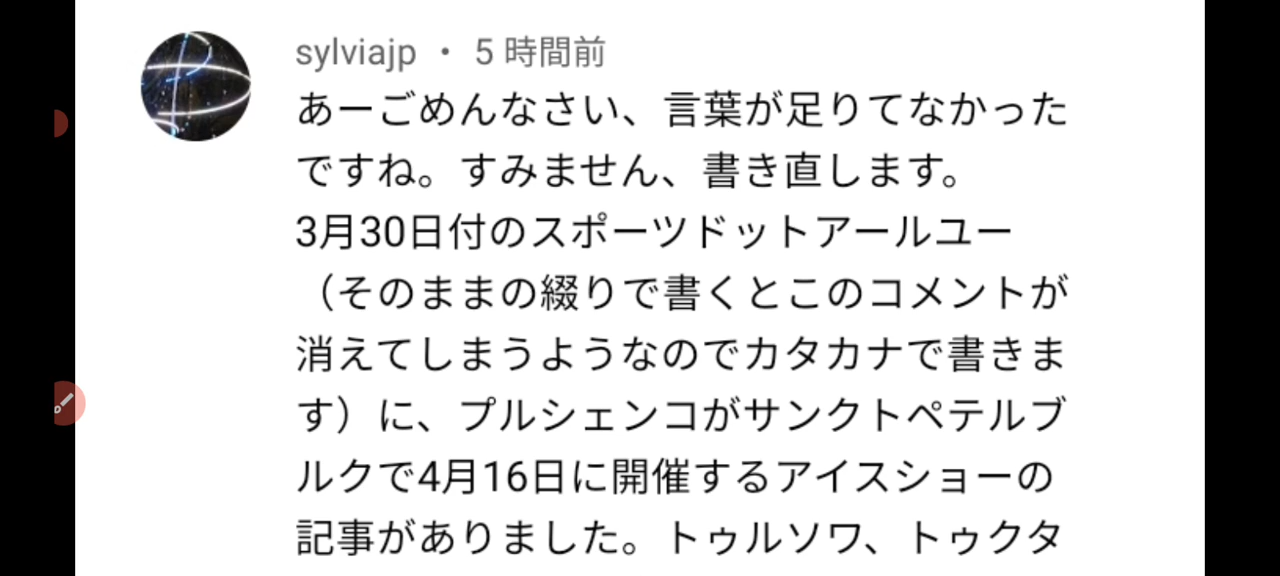 sylviajp ・ 5 時間前
あーごめんなさい、言葉が足りてなかった
ですね。すみません、書き直します。
3月30日付のスポーツドットアールユー
（そのままの綴りで書くとこのコメントが
消えてしまうようなのでカタカナで書きま
す）に、プルシェンコがサンクトペテルブ
ルクで4月16日に開催するアイスショーの
記事がありました。トゥルソワ、トゥクタ